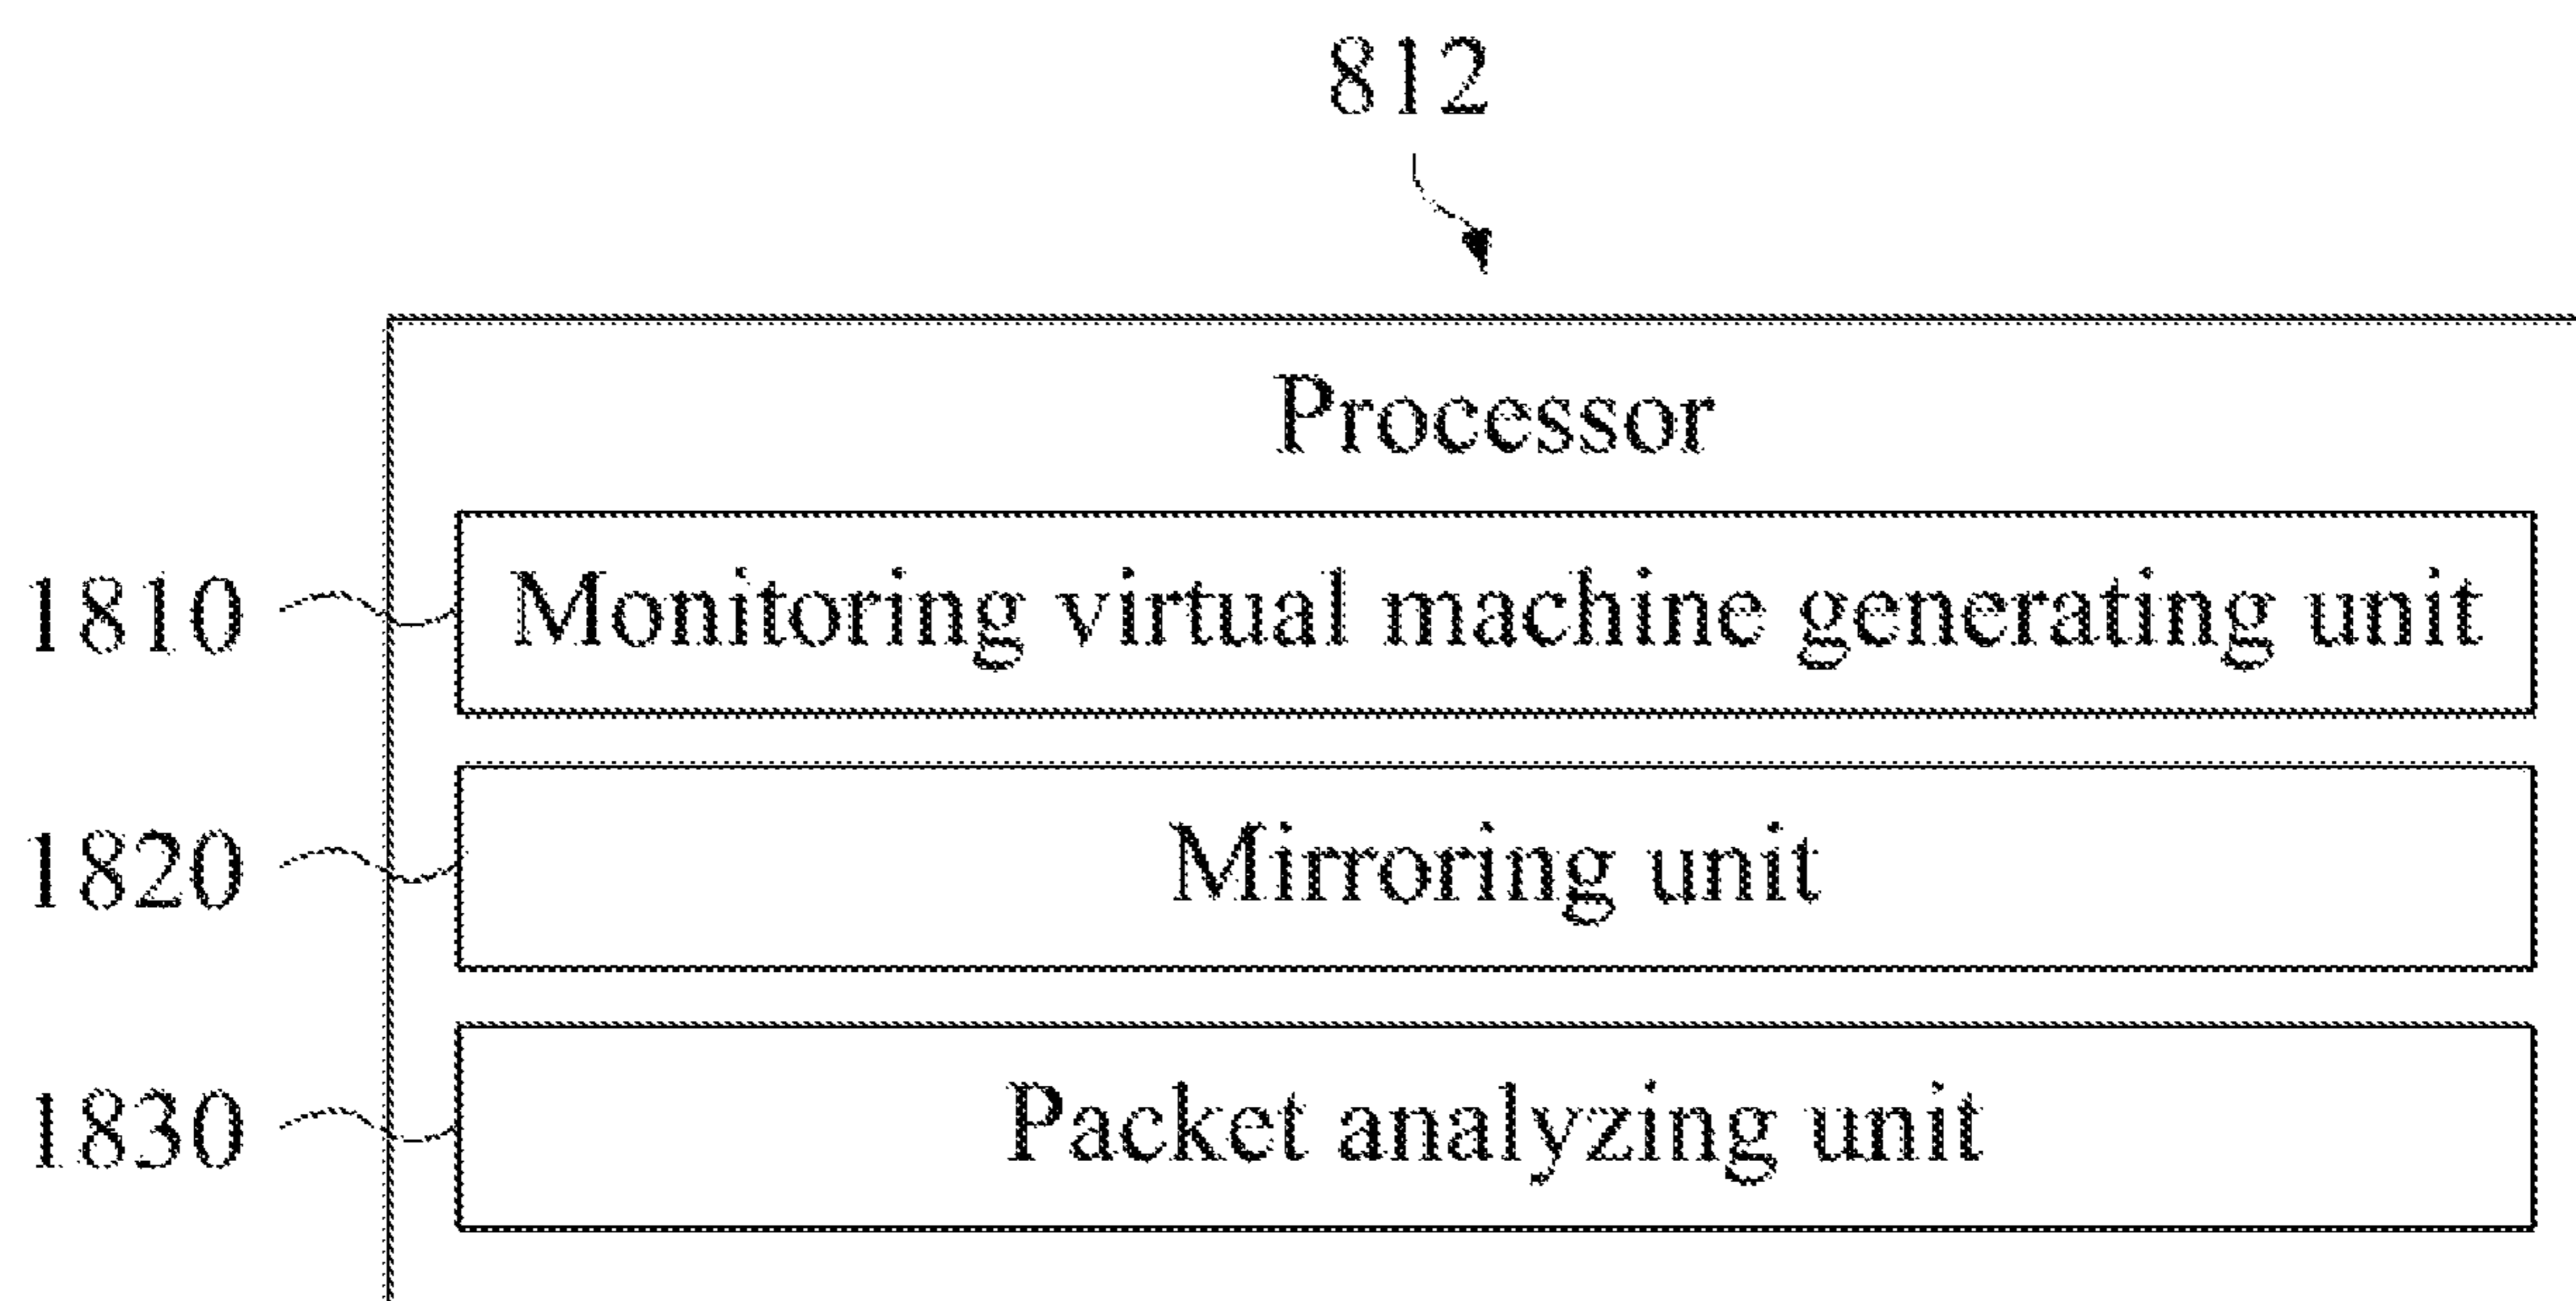 812
Processor
1810 Monitoring virtual machine generating unit
1820 Mirroring unit
1830 Packet analyzing unit